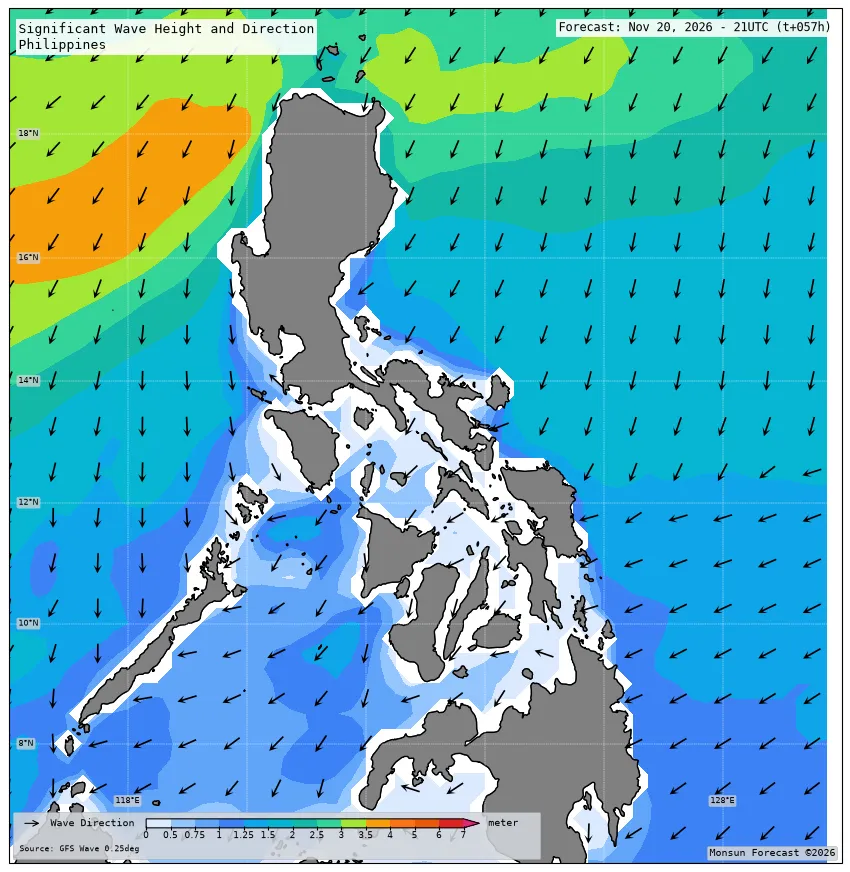 Significant Wave Height and Direction
Philippines
Forecast: Nov 20, 2026 - 21UTC (t+057h)
18°N
16°N
14°N
12°N
10°N
8°N
118°E
128°E
Wave Direction
0 0.5 0.75 1 1.25 1.5 2 2.5 3 3.5 4 5 6 7
meter
Source: GFS Wave 0.25deg
Monsun Forecast ©2026